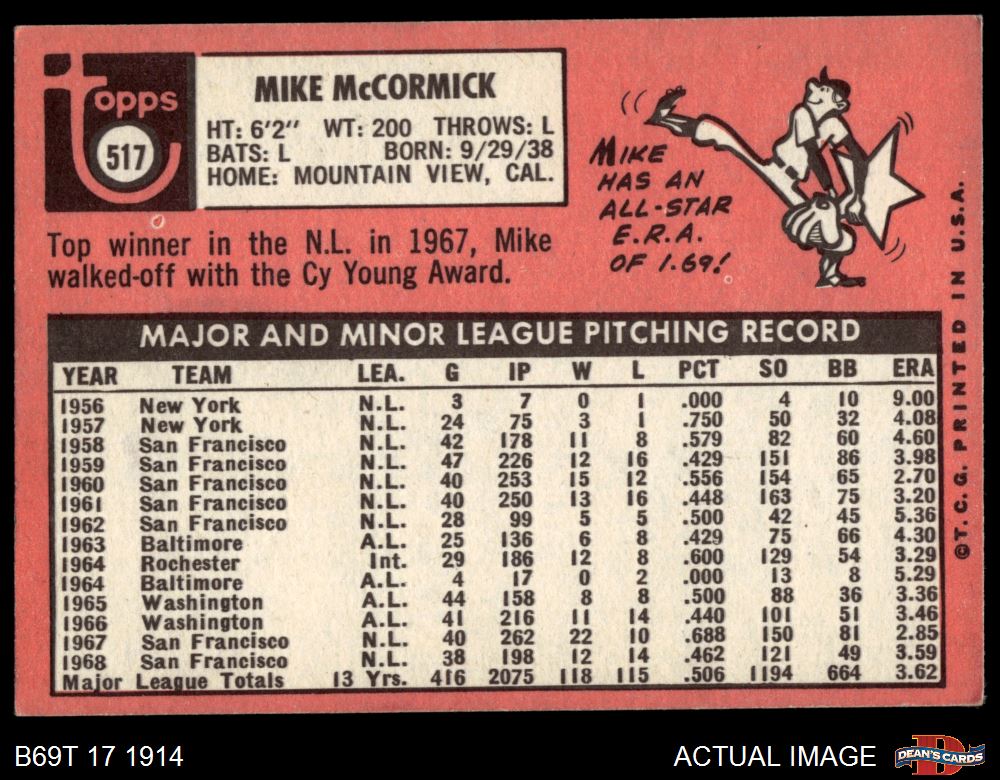 topps
517
MIKE McCORMICK
HT: 6'2" WT: 200 THROWS: L
BATS: L BORN: 9/29/38
HOME: MOUNTAIN VIEW, CAL.
Top winner in the N.L. in 1967, Mike
walked-off with the Cy Young Award.
MIKE
HAS AN
ALL-STAR
E.R.A.
OF 1.69!
MAJOR AND MINOR LEAGUE PITCHING RECORD
YEAR TEAM LEA. G IP W L PCT SO BB ERA
1956 New York N.L. 3 7 0 1 .000 4 10 9.00
1957 New York N.L. 24 75 3 1 .750 50 32 4.08
1958 San Francisco N.L. 42 178 11 8 .579 82 60 4.60
1959 San Francisco N.L. 47 226 12 16 .429 151 86 3.98
1960 San Francisco N.L. 40 253 15 12 .556 154 65 2.70
1961 San Francisco N.L. 40 250 13 16 .448 163 75 3.20
1962 San Francisco N.L. 28 99 5 5 .500 42 45 5.36
1963 Baltimore A.L. 25 136 6 8 .429 75 66 4.30
1964 Rochester Int. 29 186 12 8 .600 129 54 3.29
1964 Baltimore A.L. 4 17 0 2 .000 13 8 5.29
1965 Washington A.L. 44 158 8 8 .500 88 36 3.36
1966 Washington A.L. 41 216 11 14 .440 101 51 3.46
1967 San Francisco N.L. 40 262 22 10 .688 150 81 2.85
1968 San Francisco N.L. 38 198 12 14 .462 121 49 3.59
Major League Totals 13 Yrs. 416 2075 118 115 .506 1194 664 3.62
©T.C.G. PRINTED IN U.S.A.
B69T 17 1914
ACTUAL IMAGE
DEAN'S CARDS